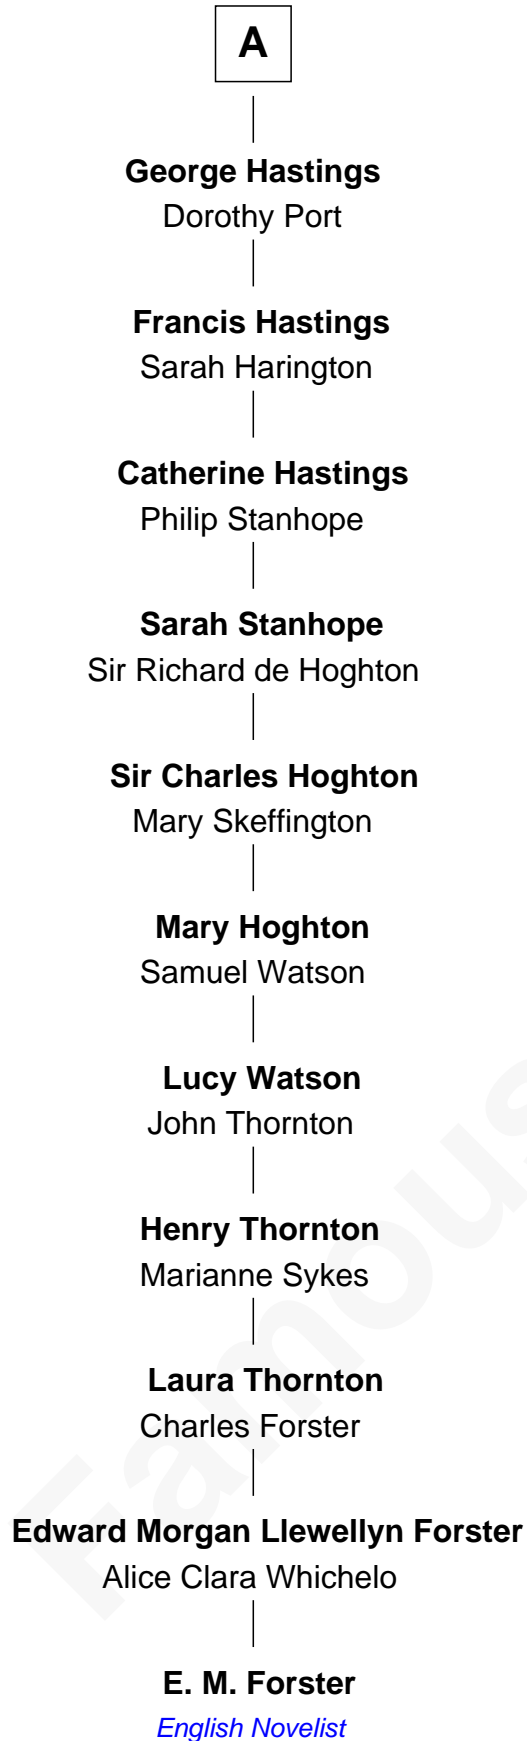 A
George Hastings
Dorothy Port
Francis Hastings
Sarah Harington
Catherine Hastings
Philip Stanhope
Sarah Stanhope
Sir Richard de Hoghton
Sir Charles Hoghton
Mary Skeffington
Mary Hoghton
Samuel Watson
Lucy Watson
John Thornton
Henry Thornton
Marianne Sykes
Laura Thornton
Charles Forster
Edward Morgan Llewellyn Forster
Alice Clara Whichelo
E. M. Forster
English Novelist
Famous